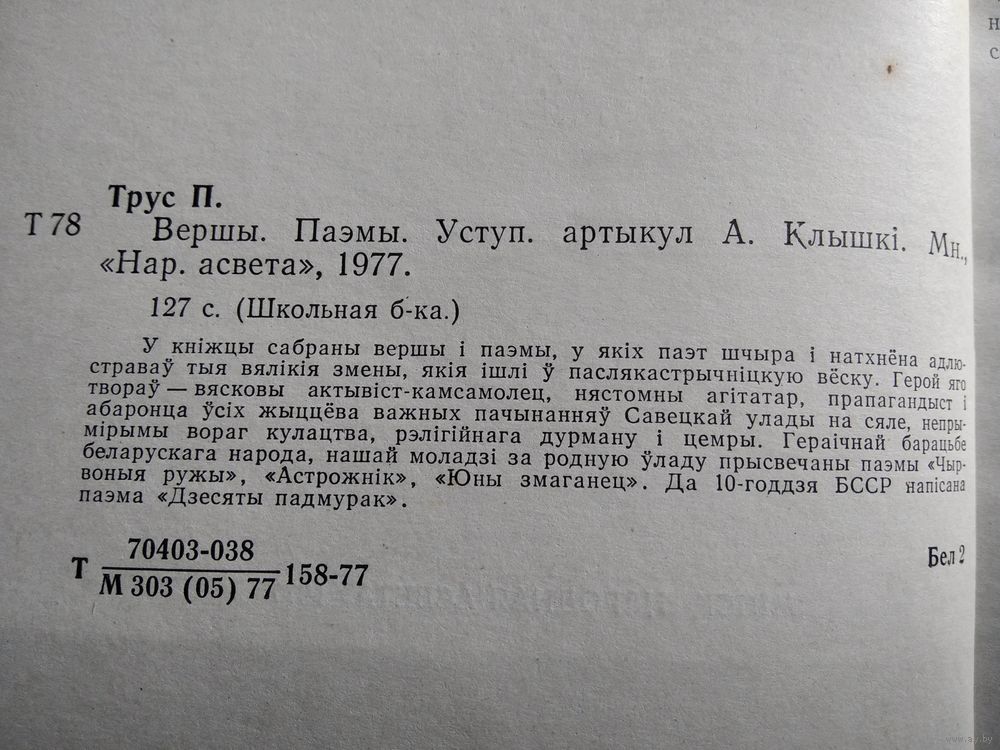 Трус П.
Т 78
Вершы. Паэмы. Уступ. артыкул А. Клышкі. Мн.,
«Нар. асвета», 1977.
127 с. (Школьная б-ка.)
У кніжцы сабраны вершы і паэмы, у якіх паэт шчыра і натхнёна адлю-
страваў тыя вялікія змены, якія ішлі ў паслякастрычніцкую вёску. Герой яго
твораў — вясковы актывіст-камсамолец, нястомны агітатар, прапагандыст і
абаронца ўсіх жыццёва важных пачынанняў Савецкай улады на сяле, непры-
мірымы вораг кулацтва, рэлігійнага дурману і цемры. Гераічнай барацьбе
беларускага народа, нашай моладзі за родную ўладу прысвечаны паэмы «Чыр-
воныя ружы», «Астрожнік», «Юны змаганец». Да 10-годдзя БССР напісана
паэма «Дзесяты падмурак».
Т 70403-038
М 303 (05) 77 158-77
Бел 2
н
с
www.ay.by